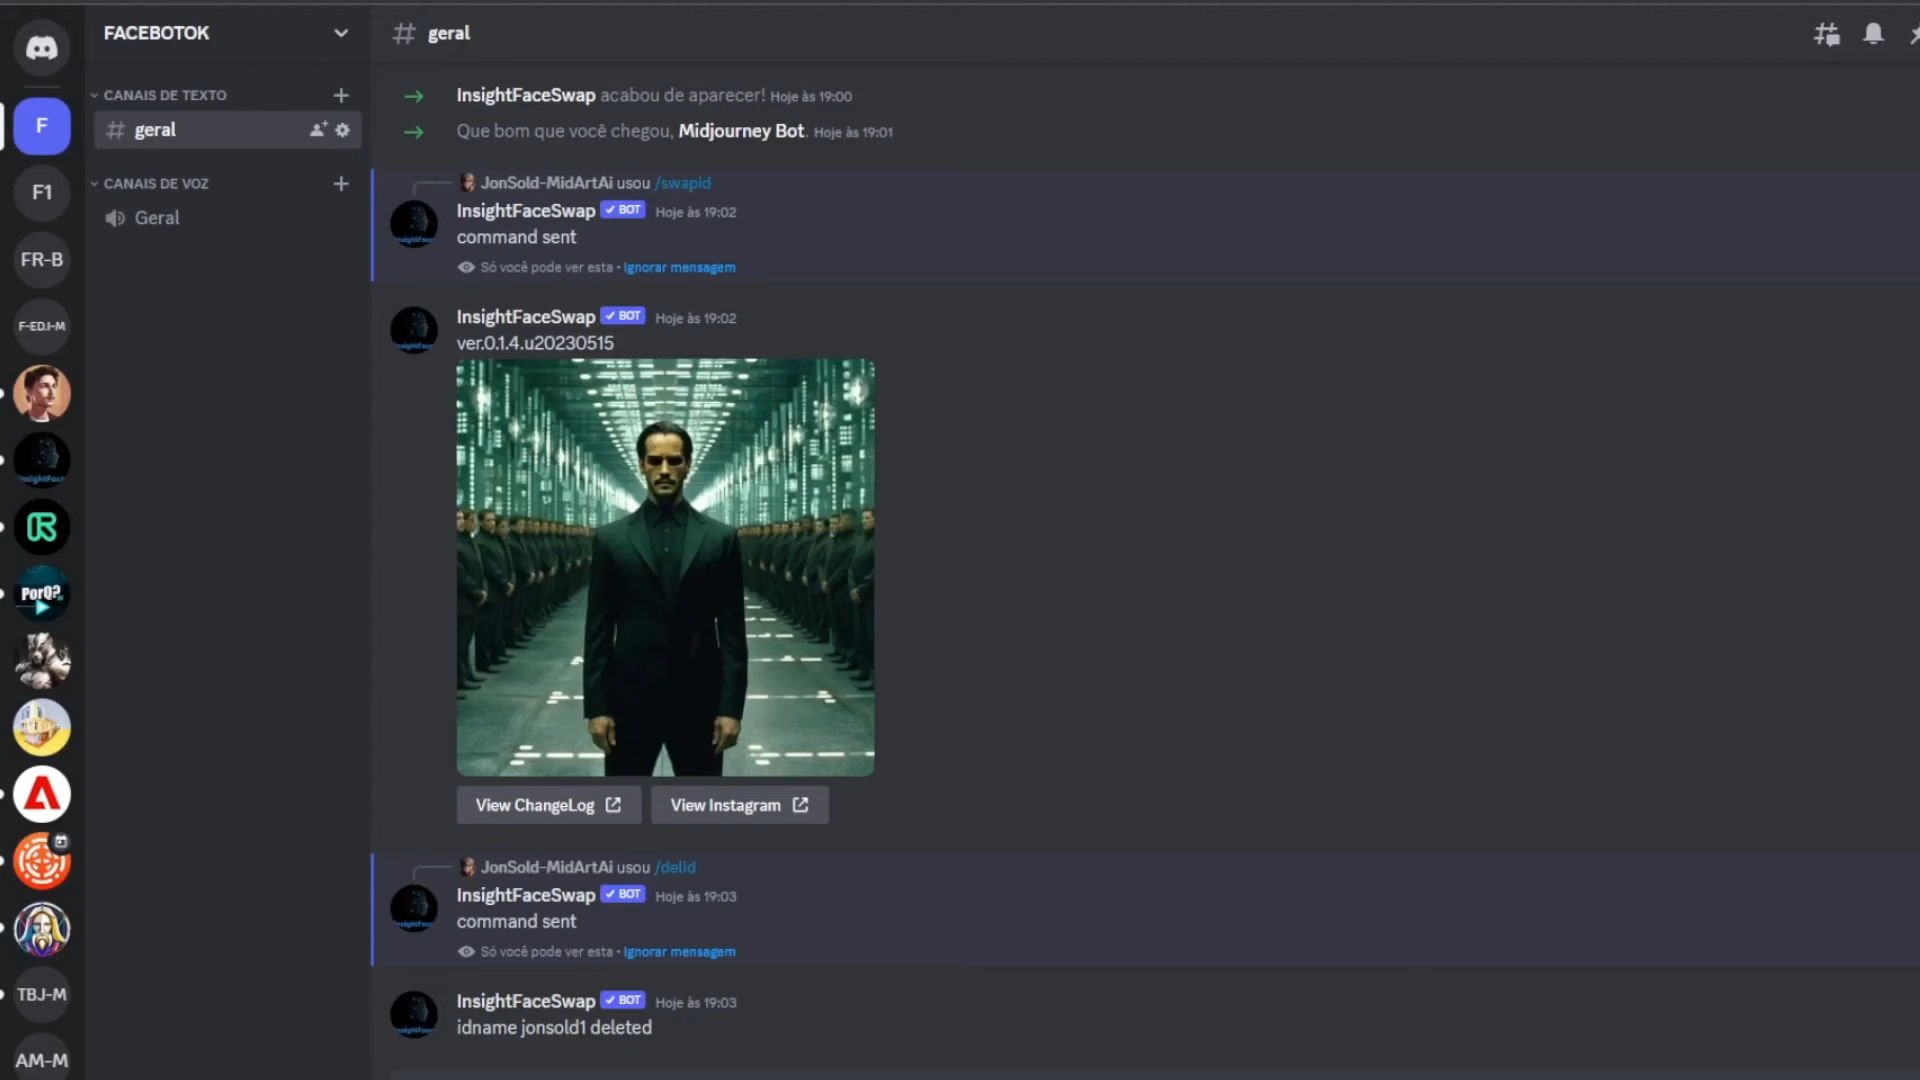 FACEBOTOK
CANAIS DE TEXTO
geral
CANAIS DE VOZ
Geral
F
F1
FR-B
F-ED.I-M
InsightFace
PorQ?
TBJ-M
AM-M
geral
InsightFaceSwap acabou de aparecer! Hoje às 19:00
Que bom que você chegou, Midjourney Bot. Hoje às 19:01
JonSold-MidArtAi usou /swapid
InsightFaceSwap BOT Hoje às 19:02
command sent
Só você pode ver esta • Ignorar mensagem
InsightFaceSwap BOT Hoje às 19:02
ver.0.1.4.u20230515
View ChangeLog
View Instagram
JonSold-MidArtAi usou /delid
InsightFaceSwap BOT Hoje às 19:03
command sent
Só você pode ver esta • Ignorar mensagem
InsightFaceSwap BOT Hoje às 19:03
idname jonsold1 deleted